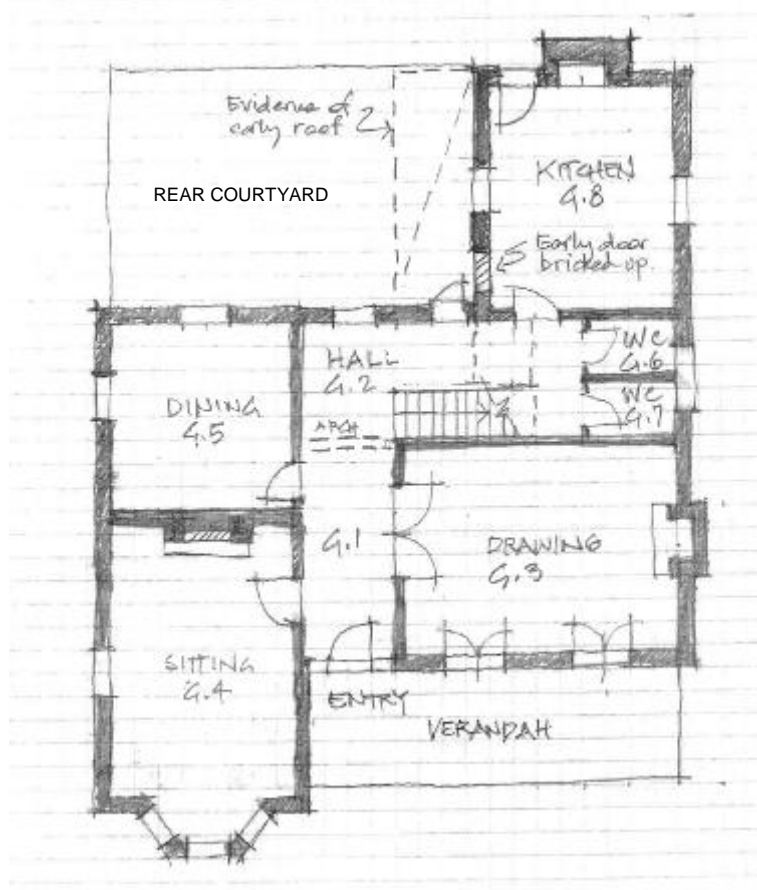 Evidence of
early roof
REAR COURTYARD
KITCHEN
G.8
Early door
bricked up.
HALL
G.2
WC
G.6
WC
G.7
DINING
G.5
ARCH
G.1
DRAWING
G.3
SITTING
G.4
ENTRY
VERANDAH